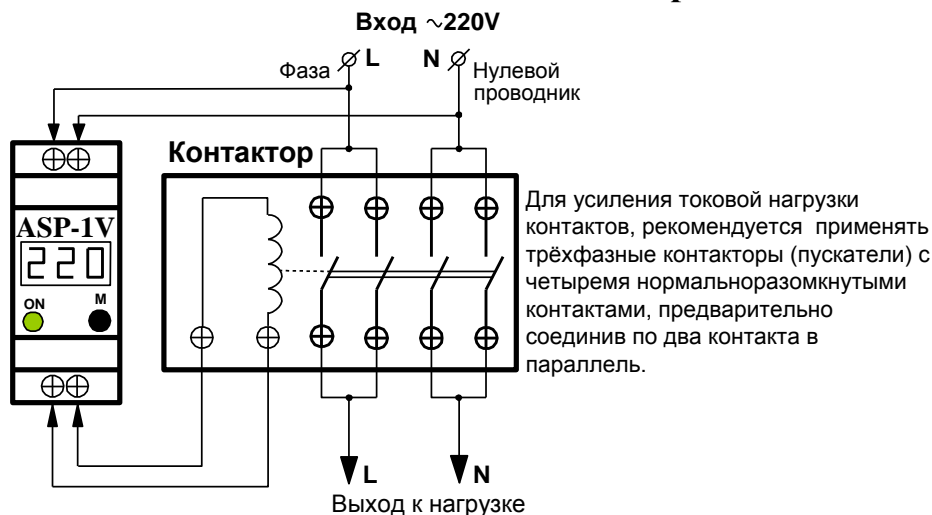 Вход ~220V
Фаза L N Нулевой
проводник
Контактор
ASP-1V
220
ON M
Для усиления токовой нагрузки
контактов, рекомендуется применять
трёхфазные контакторы (пускатели) с
четыремя нормальноразомкнутыми
контактами, предварительно
соединив по два контакта в
параллель.
L N
Выход к нагрузке